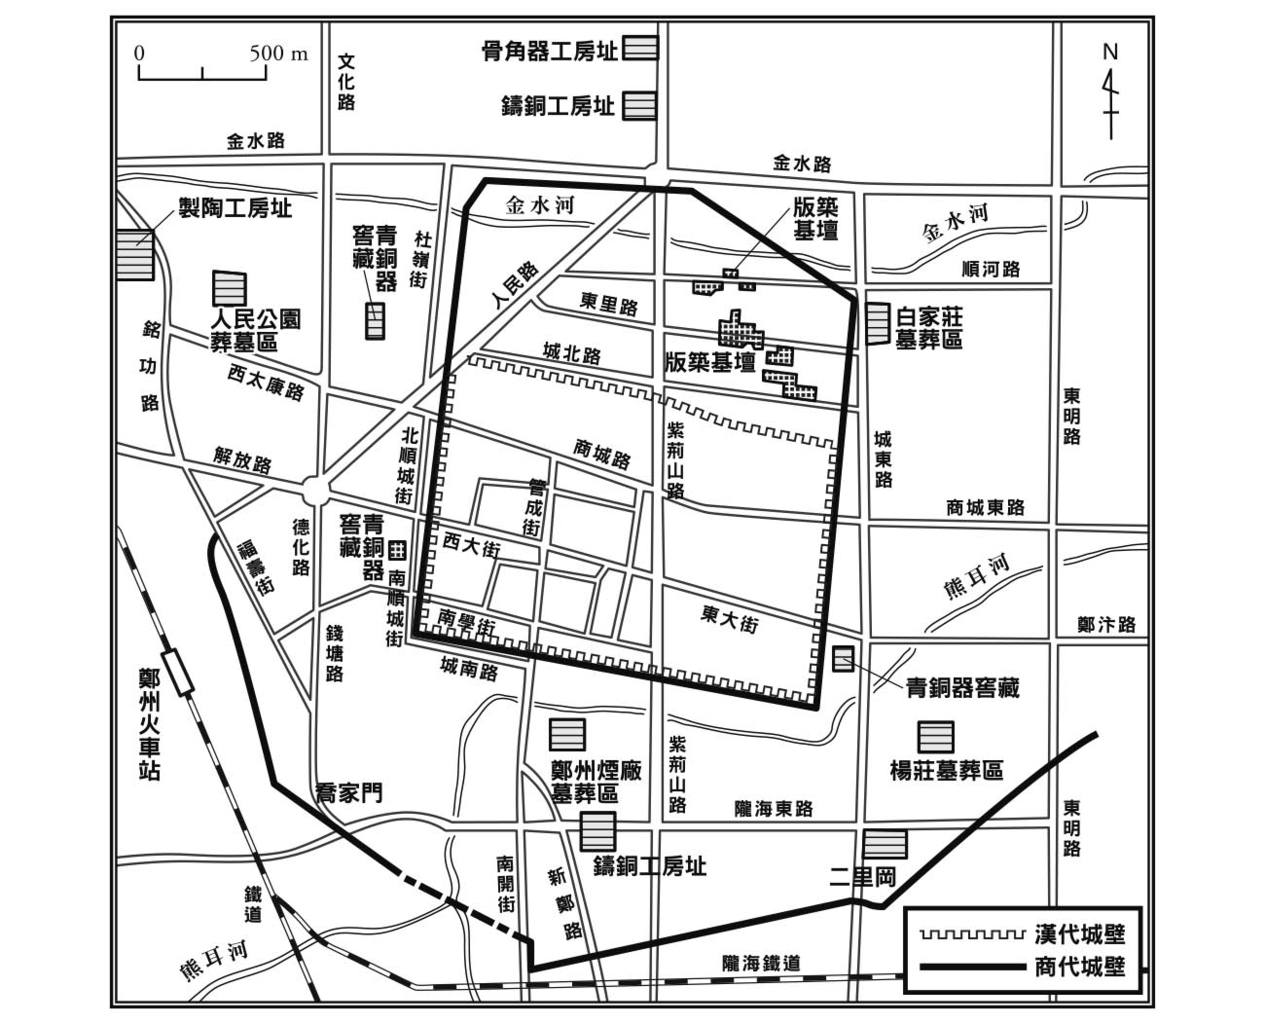 0 500 m
文化路
骨角器工房址
鑄銅工房址
N
金水路
金水路
製陶工房址
金水河
版築
基壇
金水河
青銅器
窖藏
杜嶺街
人民路
順河路
人民公園
葬墓區
東里路
白家莊
墓葬區
銘功路
城北路
版築基壇
西太康路
東明路
北順城街
商城路
紫荊山路
城東路
解放路
管成街
商城東路
德化路
青銅器
窖藏
西大街
福壽街
熊耳河
南順城街
南學街
東大街
鄭汴路
錢塘路
城南路
青銅器窖藏
鄭州火車站
紫荊山路
鄭州煙廠
墓葬區
楊莊墓葬區
喬家門
隴海東路
東明路
鑄銅工房址
二里岡
南開街
新鄭路
鐵道
熊耳河
隴海鐵道
漢代城壁
商代城壁